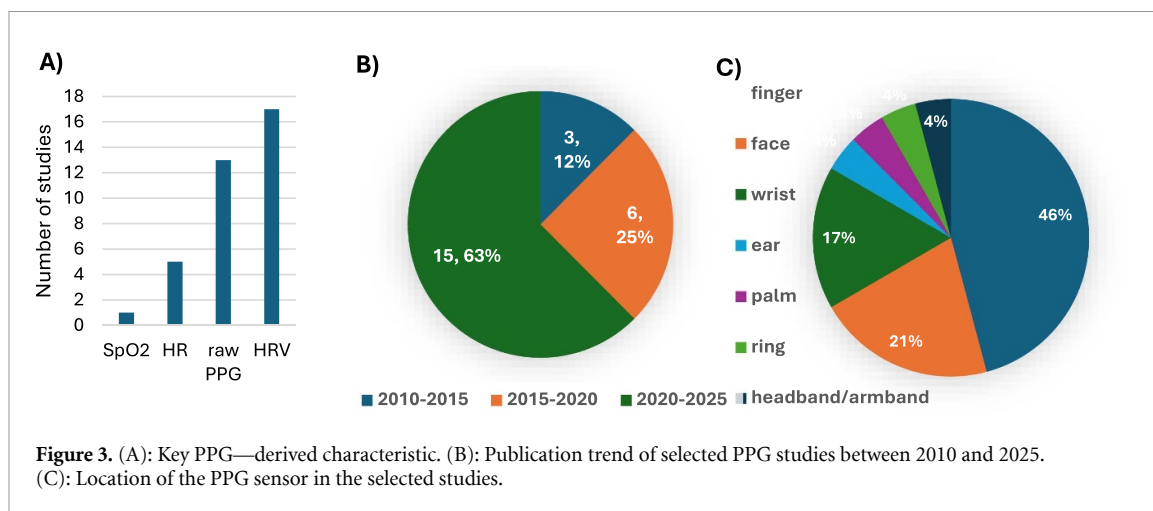 A)
18
16
14
12
10
8
6
4
2
0
Number of studies
SpO2 HR raw PPG HRV
B)
3,
12%
6,
25%
15, 63%
2010-2015 2015-2020 2020-2025
C)
finger
face
wrist
ear
palm
ring
headband/armband
4%
4%
46%
17%
21%
Figure 3. (A): Key PPG—derived characteristic. (B): Publication trend of selected PPG studies between 2010 and 2025.
(C): Location of the PPG sensor in the selected studies.